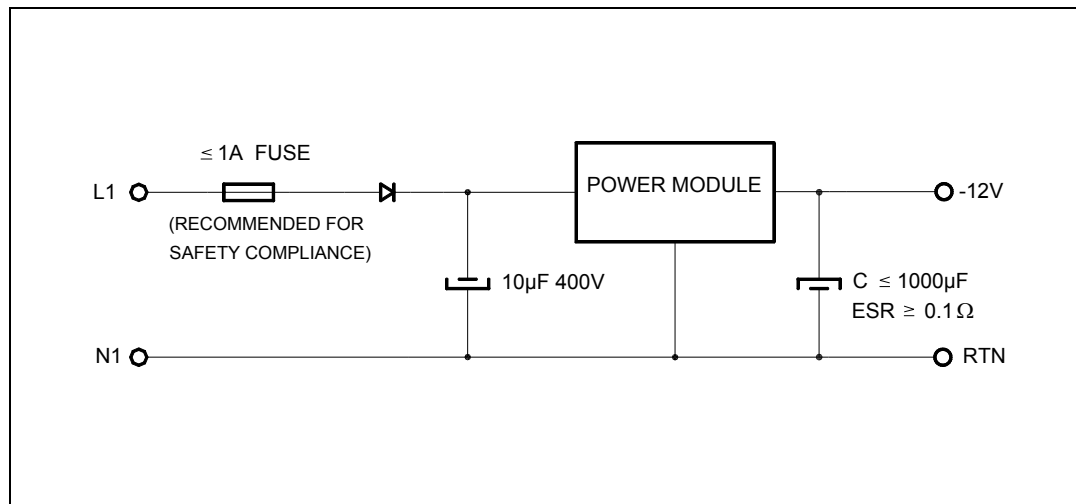 ≤ 1A FUSE
L1
(RECOMMENDED FOR
SAFETY COMPLIANCE)
POWER MODULE
-12V
10µF 400V
C ≤ 1000µF
ESR ≥ 0.1Ω
N1
RTN